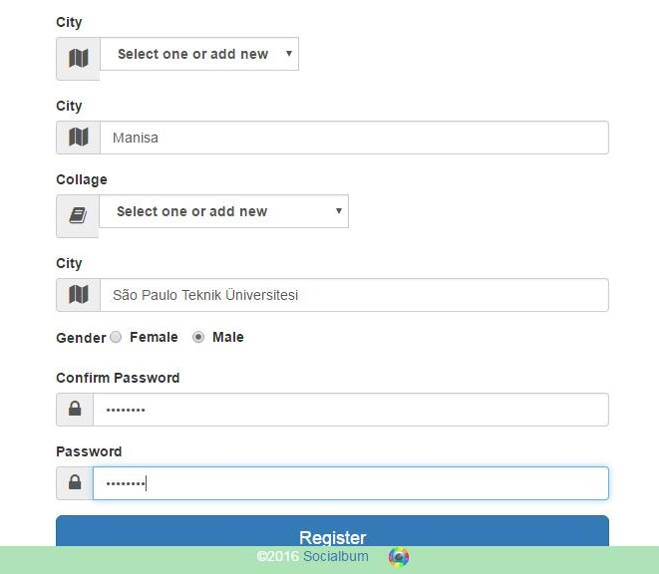 City
Select one or add new
City
Manisa
Collage
Select one or add new
City
São Paulo Teknik Üniversitesi
Gender Female Male
Confirm Password
••••••••
Password
••••••••
Register
©2016 Socialbum